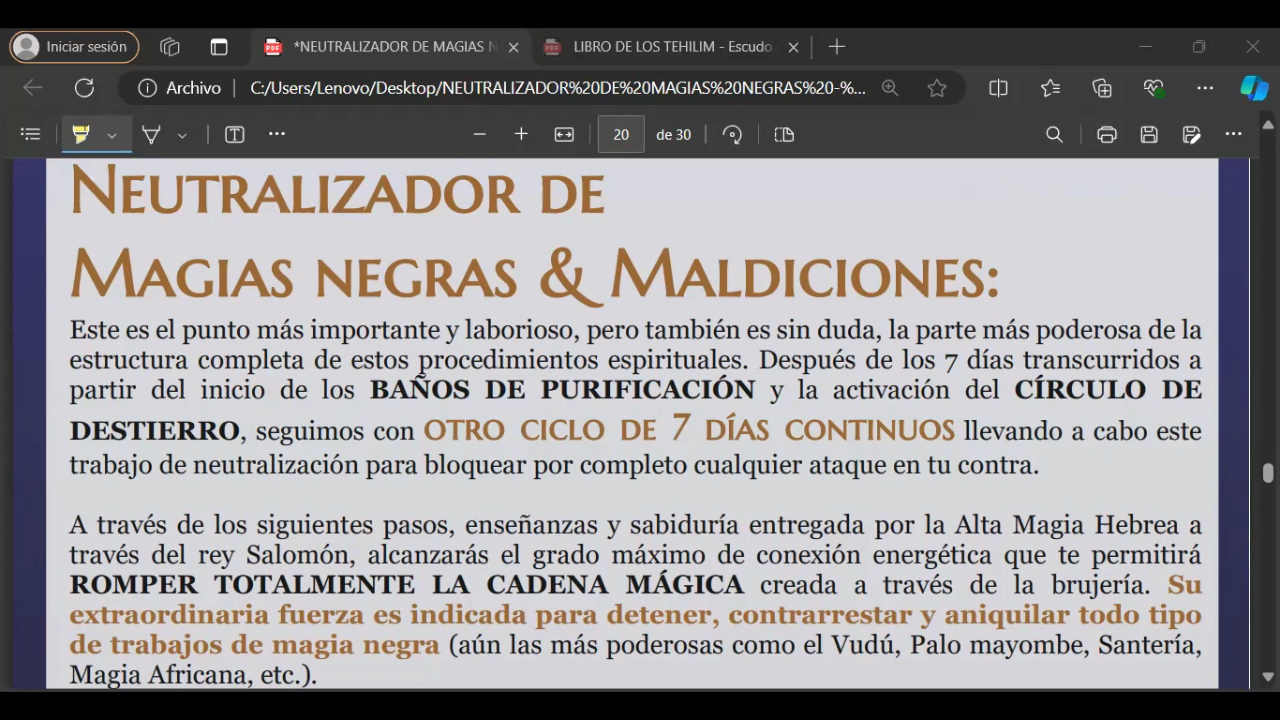 Iniciar sesión
*NEUTRALIZADOR DE MAGIAS N
LIBRO DE LOS TEHILIM - Escudo
Archivo
C:/Users/Lenovo/Desktop/NEUTRALIZADOR%20DE%20MAGIAS%20NEGRAS%20-%...
20 de 30
NEUTRALIZADOR DE
MAGIAS NEGRAS & MALDICIONES:
Este es el punto más importante y laborioso, pero también es sin duda, la parte más poderosa de la
estructura completa de estos procedimientos espirituales. Después de los 7 días transcurridos a
partir del inicio de los BAÑOS DE PURIFICACIÓN y la activación del CÍRCULO DE
DESTIERRO, seguimos con OTRO CICLO DE 7 DÍAS CONTINUOS llevando a cabo este
trabajo de neutralización para bloquear por completo cualquier ataque en tu contra.
A través de los siguientes pasos, enseñanzas y sabiduría entregada por la Alta Magia Hebrea a
través del rey Salomón, alcanzarás el grado máximo de conexión energética que te permitirá
ROMPER TOTALMENTE LA CADENA MÁGICA creada a través de la brujería. Su
extraordinaria fuerza es indicada para detener, contrarrestar y aniquilar todo tipo
de trabajos de magia negra (aún las más poderosas como el Vudú, Palo mayombe, Santería,
Magia Africana, etc.).